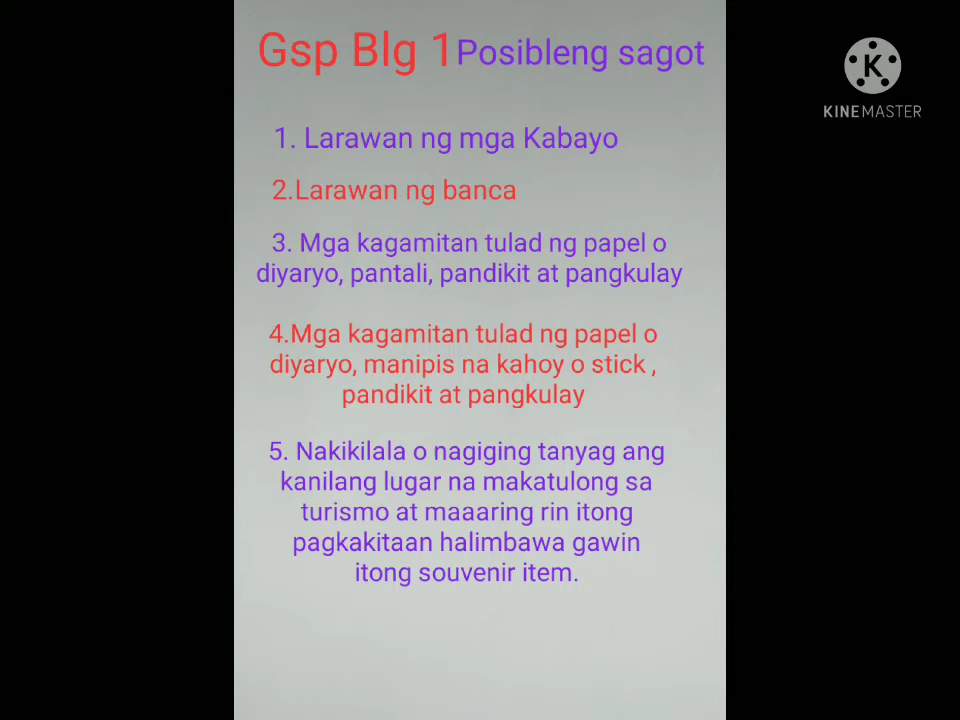 Gsp Blg 1 Posibleng sagot
KINEMASTER
1. Larawan ng mga Kabayo
2.Larawan ng banca
3. Mga kagamitan tulad ng papel o
diyaryo, pantali, pandikit at pangkulay
4.Mga kagamitan tulad ng papel o
diyaryo, manipis na kahoy o stick ,
pandikit at pangkulay
5. Nakikilala o nagiging tanyag ang
kanilang lugar na makatulong sa
turismo at maaaring rin itong
pagkakitaan halimbawa gawin
itong souvenir item.